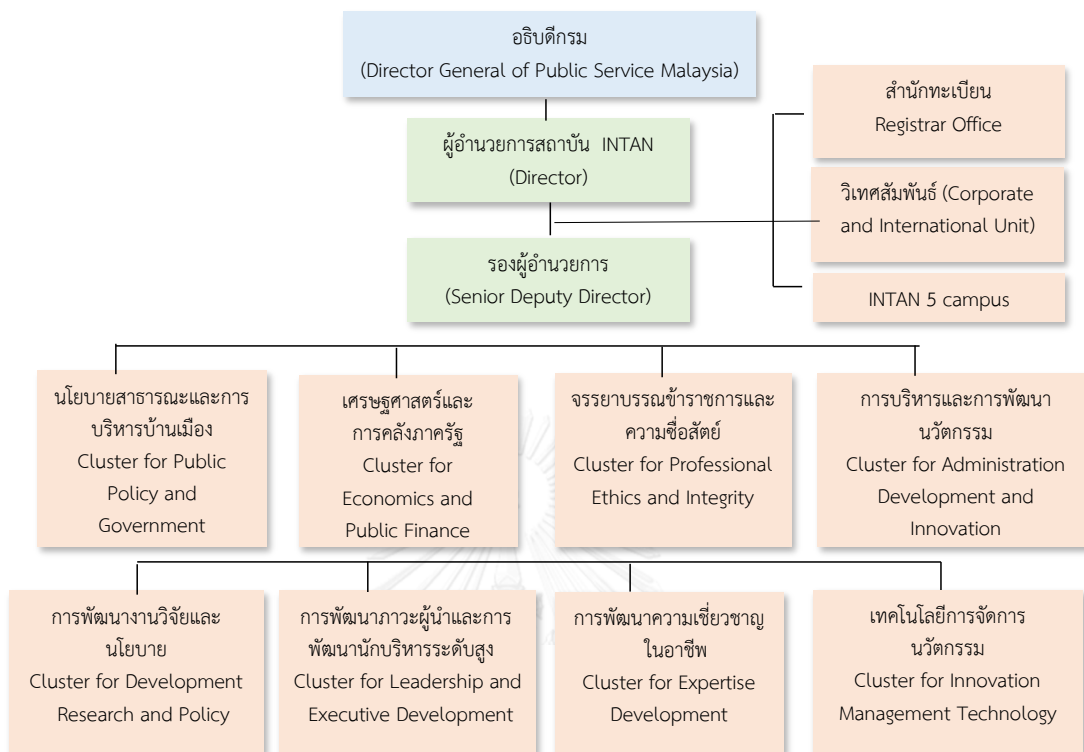 อธิบดีกรม
(Director General of Public Service Malaysia)
ผู้อำนวยการสถาบัน INTAN
(Director)
รองผู้อำนวยการ
(Senior Deputy Director)
สำนักทะเบียน
Registrar Office
วิเทศสัมพันธ์ (Corporate
and International Unit)
INTAN 5 campus
นโยบายสาธารณะและการ
บริหารบ้านเมือง
Cluster for Public
Policy and
Government
เศรษฐศาสตร์และ
การคลังภาครัฐ
Cluster for
Economics and
Public Finance
จรรยาบรรณข้าราชการและ
ความซื่อสัตย์
Cluster for Professional
Ethics and Integrity
การบริหารและการพัฒนา
นวัตกรรม
Cluster for Administration
Development and
Innovation
การพัฒนางานวิจัยและ
นโยบาย
Cluster for Development
Research and Policy
การพัฒนาภาวะผู้นำและการ
พัฒนานักบริหารระดับสูง
Cluster for Leadership and
Executive Development
การพัฒนาความเชี่ยวชาญ
ในอาชีพ
Cluster for Expertise
Development
เทคโนโลยีการจัดการ
นวัตกรรม
Cluster for Innovation
Management Technology